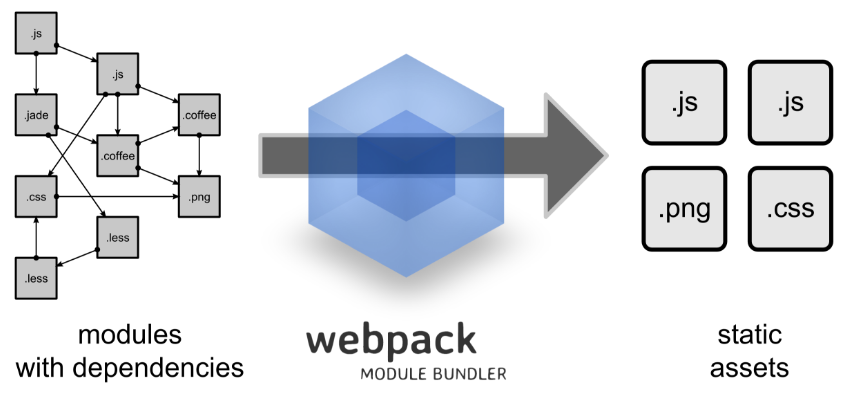 .js
.js
.jade
.coffee
.coffee
.css
.png
.less
.less
modules
with dependencies
webpack
MODULE BUNDLER
.js
.js
.png
.css
static
assets